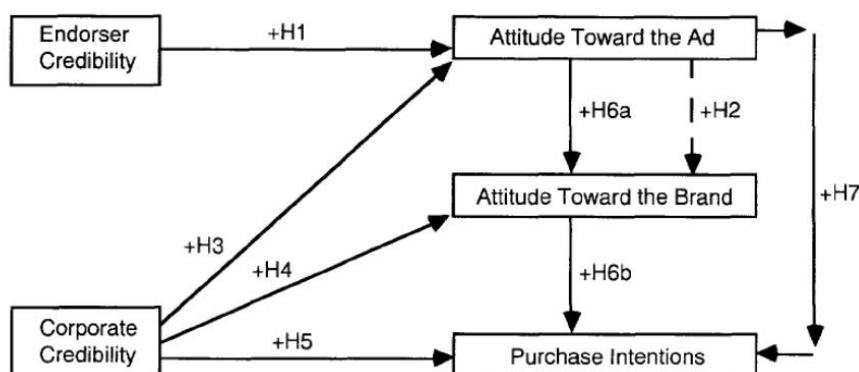 Endorser
Credibility
+H1
Attitude Toward the Ad
+H6a
+H2
+H7
Attitude Toward the Brand
+H3
+H4
+H6b
Corporate
Credibility
+H5
Purchase Intentions